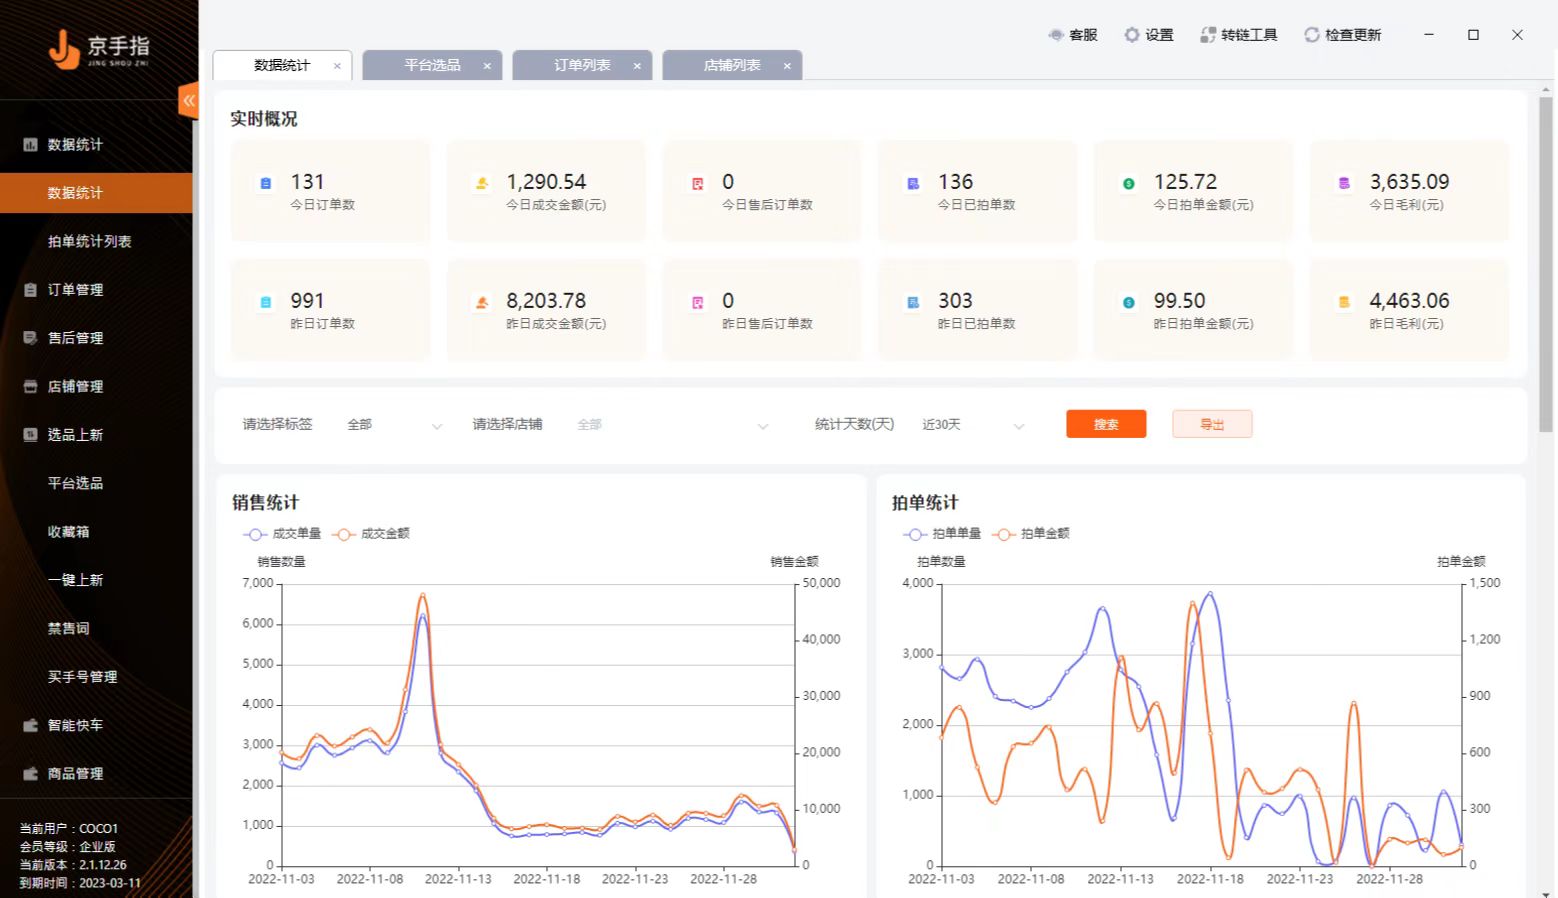 京手指
JING SHOU ZHI
客服
设置
转链工具
检查更新
数据统计
平台选品
订单列表
店铺列表
数据统计
数据统计
拍单统计列表
订单管理
售后管理
店铺管理
选品上新
平台选品
收藏箱
一键上新
禁售词
买手号管理
智能快车
商品管理
当前用户：COCO1
会员等级：企业版
当前版本：2.1.12.26
到期时间：2023-03-11
实时概况
131
今日订单数
1,290.54
今日成交金额(元)
0
今日售后订单数
136
今日已拍单数
125.72
今日拍单金额(元)
3,635.09
今日毛利(元)
991
昨日订单数
8,203.78
昨日成交金额(元)
0
昨日售后订单数
303
昨日已拍单数
99.50
昨日拍单金额(元)
4,463.06
昨日毛利(元)
请选择标签 全部
请选择店铺 全部
统计天数(天) 近30天
搜索
导出
销售统计
成交单量 成交金额
销售数量 销售金额
7,000
6,000
5,000
4,000
3,000
2,000
1,000
0
50,000
40,000
30,000
20,000
10,000
0
2022-11-03 2022-11-08 2022-11-13 2022-11-18 2022-11-23 2022-11-28
拍单统计
拍单单量 拍单金额
拍单数量 拍单金额
4,000
3,000
2,000
1,000
0
1,500
1,200
900
600
300
0
2022-11-03 2022-11-08 2022-11-13 2022-11-18 2022-11-23 2022-11-28